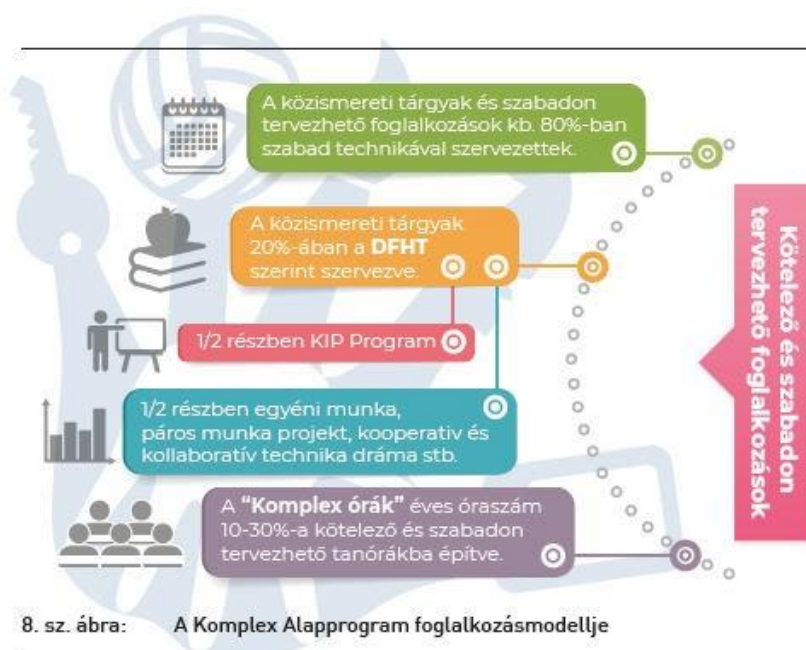 A közismereti tárgyak és szabadon
tervezhető foglalkozások kb. 80%-ban
szabad technikával szervezettek.
A közismereti tárgyak
20%-ában a DFHT
szerint szervezve.
1/2 részben KIP Program
1/2 részben egyéni munka,
páros munka projekt, kooperativ és
kollaboratív technika dráma stb.
A "Komplex órák" éves óraszám
10-30%-a kötelező és szabadon
tervezhető tanórákba építve.
Kötelező és szabadon
tervezhető foglalkozások
8. sz. ábra: A Komplex Alapprogram foglalkozásmodellje